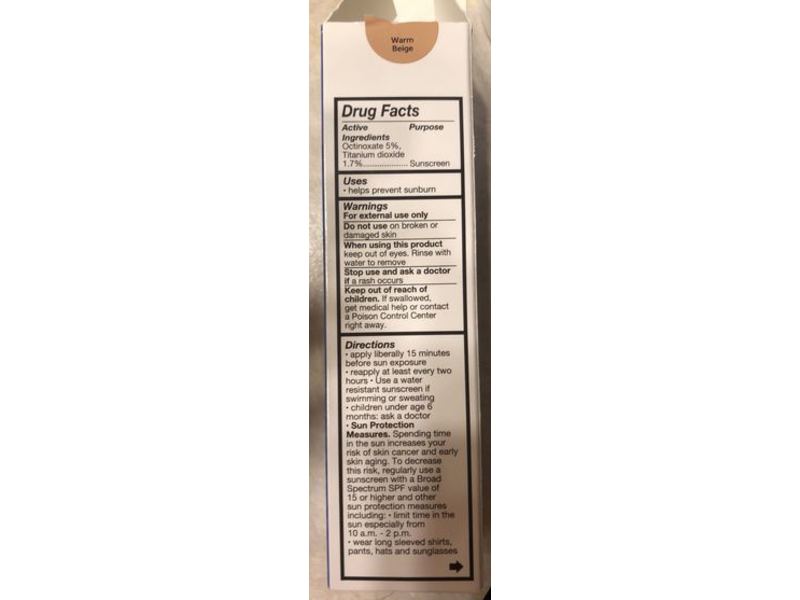 Warm
Beige
Drug Facts
Active Purpose
Ingredients
Octinoxate 5%,
Titanium dioxide
1.7%................... Sunscreen
Uses
• helps prevent sunburn
Warnings
For external use only
Do not use on broken or
damaged skin
When using this product
keep out of eyes. Rinse with
water to remove
Stop use and ask a doctor
if a rash occurs
Keep out of reach of
children. If swallowed,
get medical help or contact
a Poison Control Center
right away.
Directions
• apply liberally 15 minutes
before sun exposure
• reapply at least every two
hours • Use a water
resistant sunscreen if
swimming or sweating
• children under age 6
months: ask a doctor
• Sun Protection
Measures. Spending time
in the sun increases your
risk of skin cancer and early
skin aging. To decrease
this risk, regularly use a
sunscreen with a Broad
Spectrum SPF value of
15 or higher and other
sun protection measures
including: • limit time in the
sun especially from
10 a.m. - 2 p.m.
• wear long sleeved shirts,
pants, hats and sunglasses